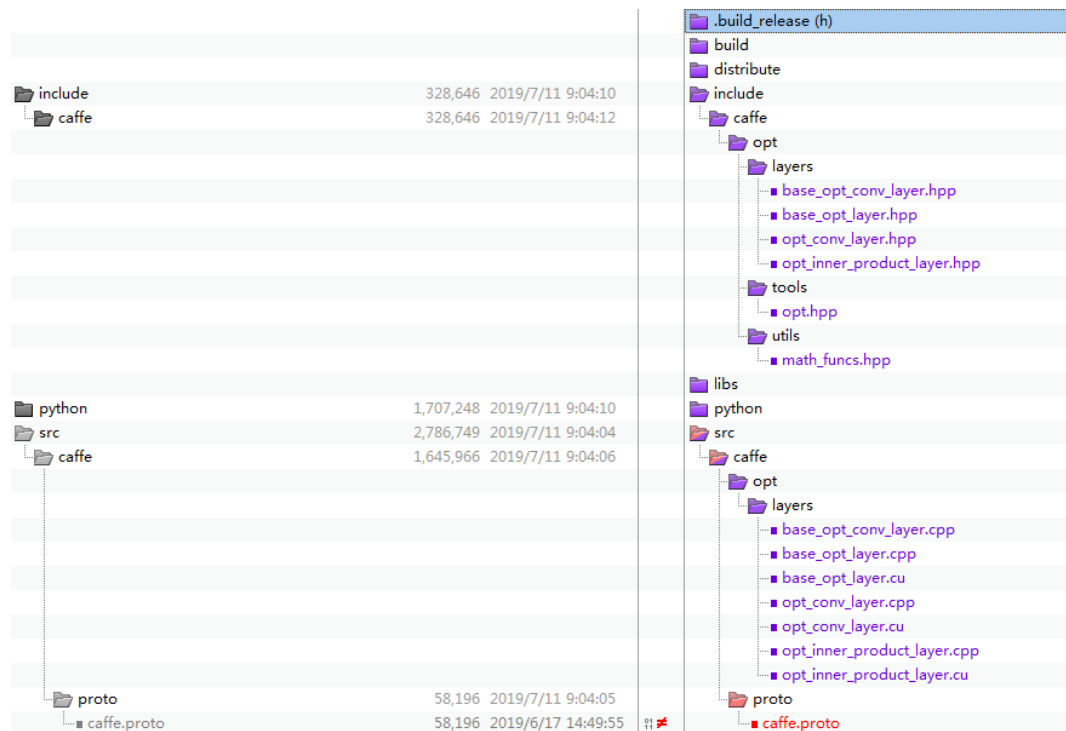 .build_release (h)
build
distribute
include 328,646 2019/7/11 9:04:10 include
caffe 328,646 2019/7/11 9:04:12 caffe
opt
layers
base_opt_conv_layer.hpp
base_opt_layer.hpp
opt_conv_layer.hpp
opt_inner_product_layer.hpp
tools
opt.hpp
utils
math_funcs.hpp
libs
python 1,707,248 2019/7/11 9:04:10 python
src 2,786,749 2019/7/11 9:04:04 src
caffe 1,645,966 2019/7/11 9:04:06 caffe
opt
layers
base_opt_conv_layer.cpp
base_opt_layer.cpp
base_opt_layer.cu
opt_conv_layer.cpp
opt_conv_layer.cu
opt_inner_product_layer.cpp
opt_inner_product_layer.cu
proto 58,196 2019/7/11 9:04:05 proto
caffe.proto 58,196 2019/6/17 14:49:55 ≠ caffe.proto